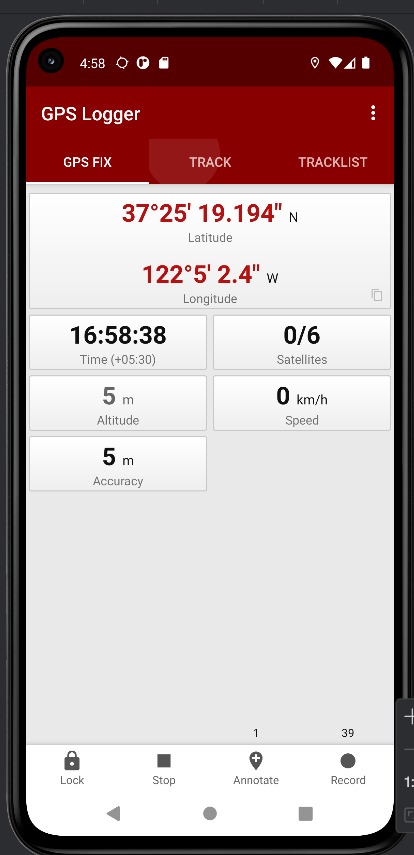 4:58
GPS Logger
GPS FIX TRACK TRACKLIST
37°25' 19.194" N
Latitude
122°5' 2.4" W
Longitude
16:58:38 0/6
Time (+05:30) Satellites
5 m 0 km/h
Altitude Speed
5 m
Accuracy
1 39
Lock Stop Annotate Record
1: